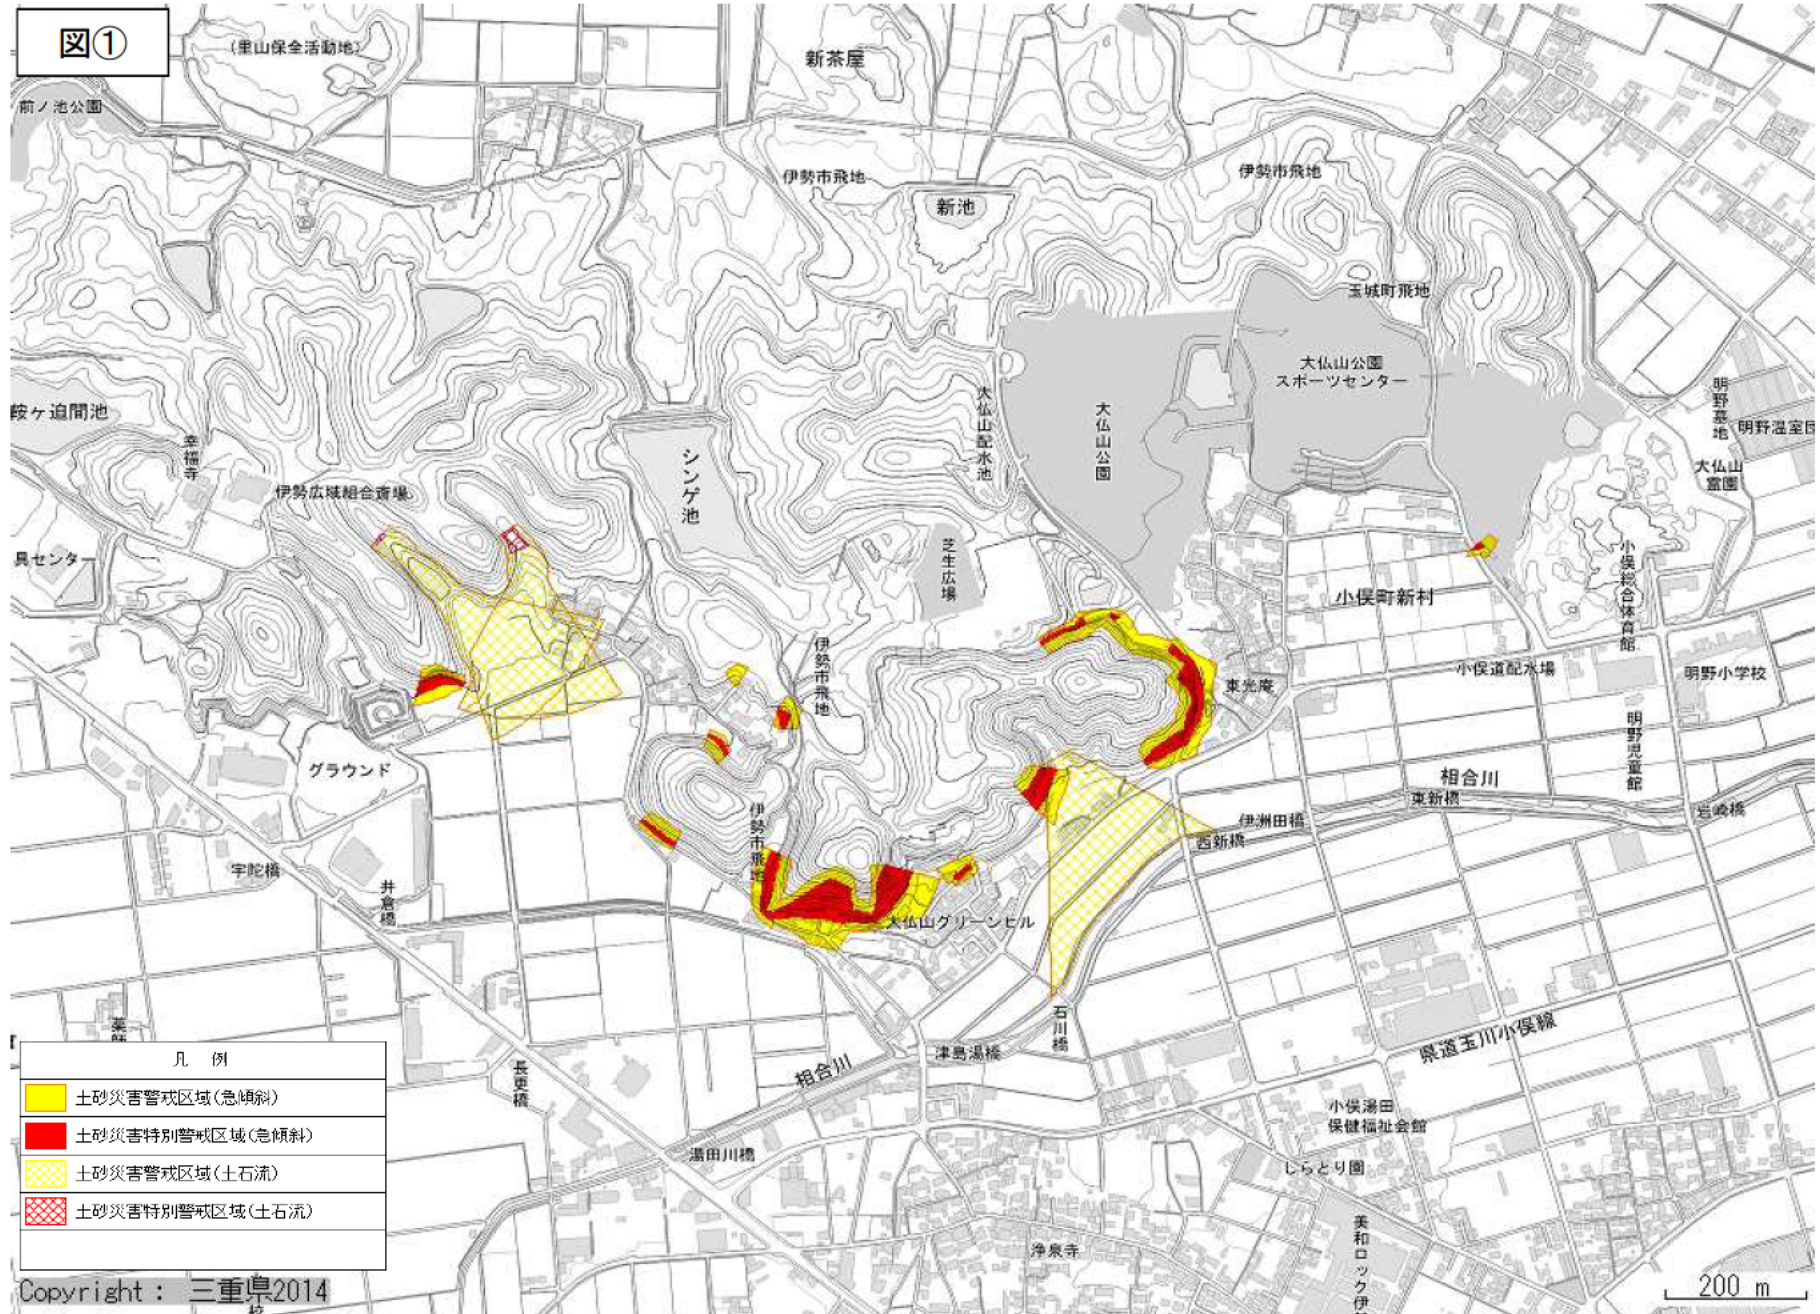 図①
(里山保全活動地)
新茶屋
前ノ池公園
伊勢市飛地
伊勢市飛地
新池
玉城町飛地
大仏山公園
スポーツセンター
大仏山配水池
大仏山公園
明野墓地
明野温室団
鞍ヶ迫間池
幸福寺
シンゲ池
大仏山
霊園
伊勢広域組合斎場
具センター
芝生広場
小俣総合体育館
小俣町新村
伊勢市飛地
小俣道配水場
明野小学校
東光庵
明野児童館
グラウンド
相合川
東新橋
岩崎橋
伊勢市飛地
伊洲田橋
西新橋
宇陀橋
井倉橋
大仏山グリーンヒル
石川橋
薬師
津島湯橋
県道玉川小俣線
相合川
長更橋
小俣湯田
保健福祉会館
湯田川橋
しらとり園
浄泉寺
美和ロック伊
凡 例
土砂災害警戒区域(急傾斜)
土砂災害特別警戒区域(急傾斜)
土砂災害警戒区域(土石流)
土砂災害特別警戒区域(土石流)
Copyright : 三重県2014
200 m